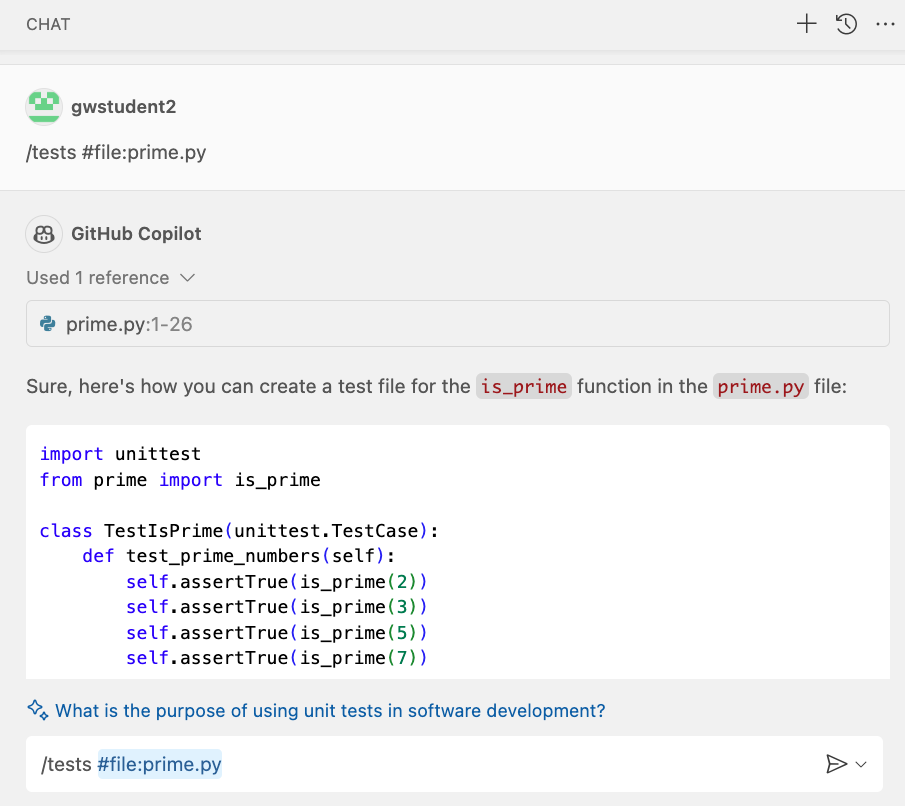 CHAT
gwstudent2
/tests #file:prime.py
GitHub Copilot
Used 1 reference
prime.py:1-26
Sure, here's how you can create a test file for the is_prime function in the prime.py file:
import unittest
from prime import is_prime
class TestIsPrime(unittest.TestCase):
    def test_prime_numbers(self):
        self.assertTrue(is_prime(2))
        self.assertTrue(is_prime(3))
        self.assertTrue(is_prime(5))
        self.assertTrue(is_prime(7))
What is the purpose of using unit tests in software development?
/tests #file:prime.py